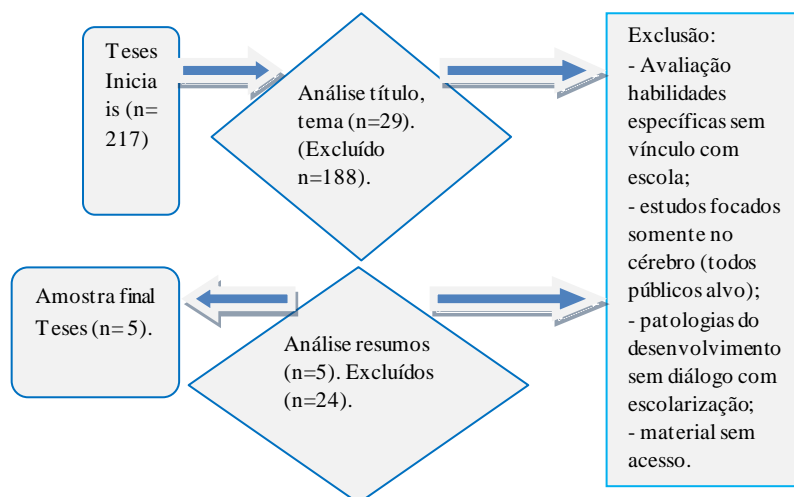 Teses
Inicia
is (n=
217)
Análise título,
tema (n=29).
(Excluído
n=188).
Exclusão:
- Avaliação
habilidades
específicas sem
vínculo com
escola;
- estudos focados
somente no
cérebro (todos
públicos alvo);
- patologias do
desenvolvimento
sem diálogo com
escolarização;
- material sem
acesso.
Amostra final
Teses (n=5).
Análise resumos
(n=5). Excluídos
(n=24).